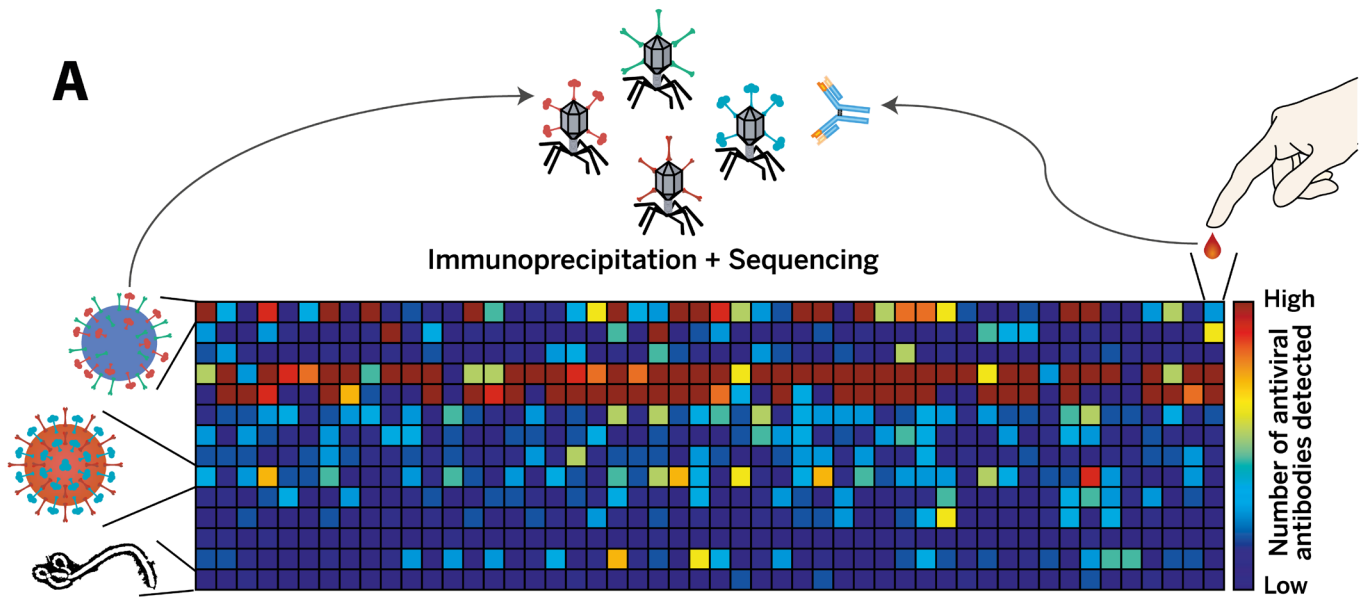 A
Immunoprecipitation + Sequencing
High
Number of antiviral
antibodies detected
Low